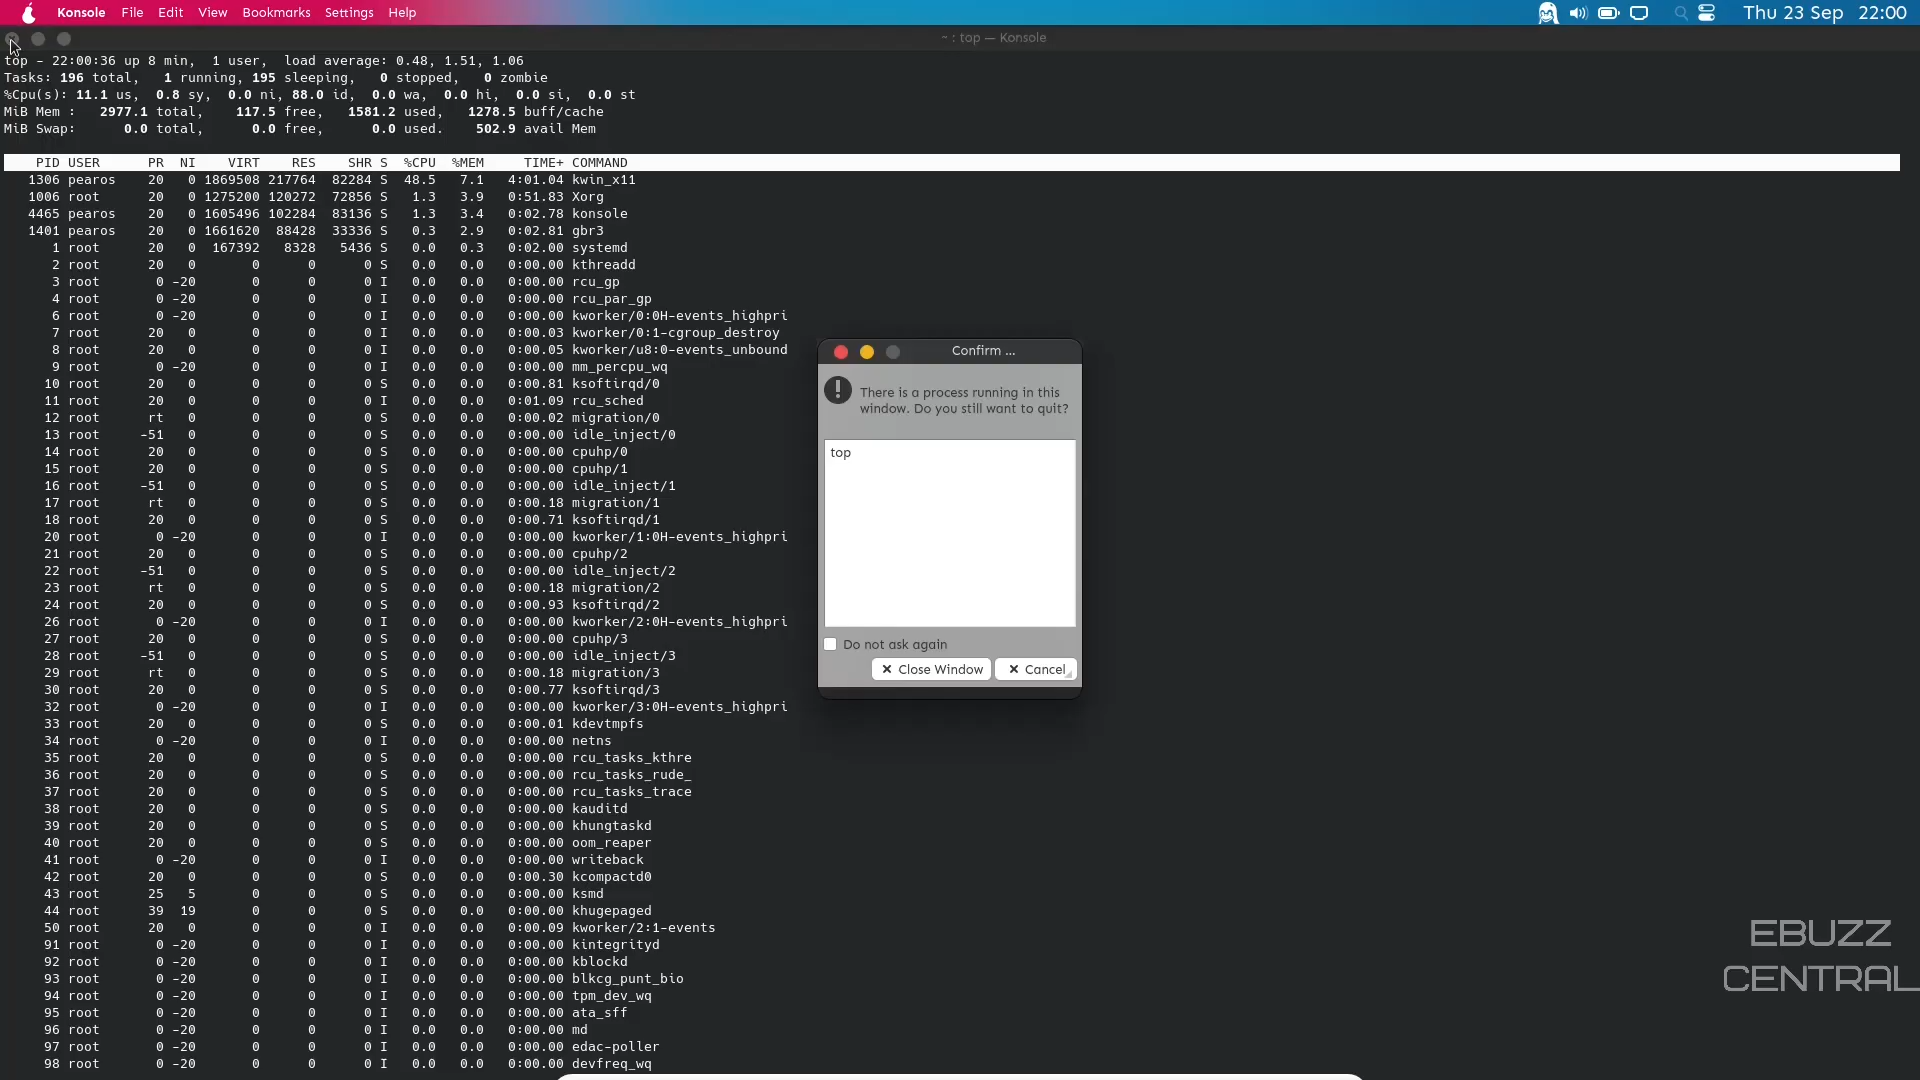 Konsole File Edit View Bookmarks Settings Help Thu 23 Sep 22:00
~ : top — Konsole
top - 22:00:36 up 8 min,  1 user,  load average: 0.48, 1.51, 1.06
Tasks: 196 total,   1 running, 195 sleeping,   0 stopped,   0 zombie
%Cpu(s): 11.1 us,  0.8 sy,  0.0 ni, 88.0 id,  0.0 wa,  0.0 hi,  0.0 si,  0.0 st
MiB Mem :   2977.1 total,    117.5 free,   1581.2 used,   1278.5 buff/cache
MiB Swap:      0.0 total,      0.0 free,      0.0 used.    502.9 avail Mem
PID USER PR NI VIRT RES SHR S %CPU %MEM TIME+ COMMAND
1306 pearos 20 0 1869508 217764 82284 S 48.5 7.1 4:01.04 kwin_x11
1006 root 20 0 1275200 120272 72856 S 1.3 3.9 0:51.83 Xorg
4465 pearos 20 0 1605496 102284 83136 S 1.3 3.4 0:02.78 konsole
1401 pearos 20 0 1661620 88428 33336 S 0.3 2.9 0:02.81 gbr3
1 root 20 0 167392 8328 5436 S 0.0 0.3 0:02.00 systemd
2 root 20 0 0 0 0 S 0.0 0.0 0:00.00 kthreadd
3 root 0 -20 0 0 0 I 0.0 0.0 0:00.00 rcu_gp
4 root 0 -20 0 0 0 I 0.0 0.0 0:00.00 rcu_par_gp
6 root 0 -20 0 0 0 I 0.0 0.0 0:00.00 kworker/0:0H-events_highpri
7 root 20 0 0 0 0 I 0.0 0.0 0:00.03 kworker/0:1-cgroup_destroy
8 root 20 0 0 0 0 I 0.0 0.0 0:00.05 kworker/u8:0-events_unbound
9 root 0 -20 0 0 0 I 0.0 0.0 0:00.00 mm_percpu_wq
10 root 20 0 0 0 0 S 0.0 0.0 0:00.81 ksoftirqd/0
11 root 20 0 0 0 0 I 0.0 0.0 0:01.09 rcu_sched
12 root rt 0 0 0 0 S 0.0 0.0 0:00.02 migration/0
13 root -51 0 0 0 0 S 0.0 0.0 0:00.00 idle_inject/0
14 root 20 0 0 0 0 S 0.0 0.0 0:00.00 cpuhp/0
15 root 20 0 0 0 0 S 0.0 0.0 0:00.00 cpuhp/1
16 root -51 0 0 0 0 S 0.0 0.0 0:00.00 idle_inject/1
17 root rt 0 0 0 0 S 0.0 0.0 0:00.18 migration/1
18 root 20 0 0 0 0 S 0.0 0.0 0:00.71 ksoftirqd/1
20 root 0 -20 0 0 0 I 0.0 0.0 0:00.00 kworker/1:0H-events_highpri
21 root 20 0 0 0 0 S 0.0 0.0 0:00.00 cpuhp/2
22 root -51 0 0 0 0 S 0.0 0.0 0:00.00 idle_inject/2
23 root rt 0 0 0 0 S 0.0 0.0 0:00.18 migration/2
24 root 20 0 0 0 0 S 0.0 0.0 0:00.93 ksoftirqd/2
26 root 0 -20 0 0 0 I 0.0 0.0 0:00.00 kworker/2:0H-events_highpri
27 root 20 0 0 0 0 S 0.0 0.0 0:00.00 cpuhp/3
28 root -51 0 0 0 0 S 0.0 0.0 0:00.00 idle_inject/3
29 root rt 0 0 0 0 S 0.0 0.0 0:00.18 migration/3
30 root 20 0 0 0 0 S 0.0 0.0 0:00.77 ksoftirqd/3
32 root 0 -20 0 0 0 I 0.0 0.0 0:00.00 kworker/3:0H-events_highpri
33 root 20 0 0 0 0 S 0.0 0.0 0:00.01 kdevtmpfs
34 root 0 -20 0 0 0 I 0.0 0.0 0:00.00 netns
35 root 20 0 0 0 0 S 0.0 0.0 0:00.00 rcu_tasks_kthre
36 root 20 0 0 0 0 S 0.0 0.0 0:00.00 rcu_tasks_rude_
37 root 20 0 0 0 0 S 0.0 0.0 0:00.00 rcu_tasks_trace
38 root 20 0 0 0 0 S 0.0 0.0 0:00.00 kauditd
39 root 20 0 0 0 0 S 0.0 0.0 0:00.00 khungtaskd
40 root 20 0 0 0 0 S 0.0 0.0 0:00.00 oom_reaper
41 root 0 -20 0 0 0 I 0.0 0.0 0:00.00 writeback
42 root 20 0 0 0 0 S 0.0 0.0 0:00.30 kcompactd0
43 root 25 5 0 0 0 S 0.0 0.0 0:00.00 ksmd
44 root 39 19 0 0 0 S 0.0 0.0 0:00.00 khugepaged
50 root 20 0 0 0 0 I 0.0 0.0 0:00.09 kworker/2:1-events
91 root 0 -20 0 0 0 I 0.0 0.0 0:00.00 kintegrityd
92 root 0 -20 0 0 0 I 0.0 0.0 0:00.00 kblockd
93 root 0 -20 0 0 0 I 0.0 0.0 0:00.00 blkcg_punt_bio
94 root 0 -20 0 0 0 I 0.0 0.0 0:00.00 tpm_dev_wq
95 root 0 -20 0 0 0 I 0.0 0.0 0:00.00 ata_sff
96 root 0 -20 0 0 0 I 0.0 0.0 0:00.00 md
97 root 0 -20 0 0 0 I 0.0 0.0 0:00.00 edac-poller
98 root 0 -20 0 0 0 I 0.0 0.0 0:00.00 devfreq_wq
Confirm ...
There is a process running in this
window. Do you still want to quit?
top
Do not ask again
Close Window Cancel
EBUZZ
CENTRAL